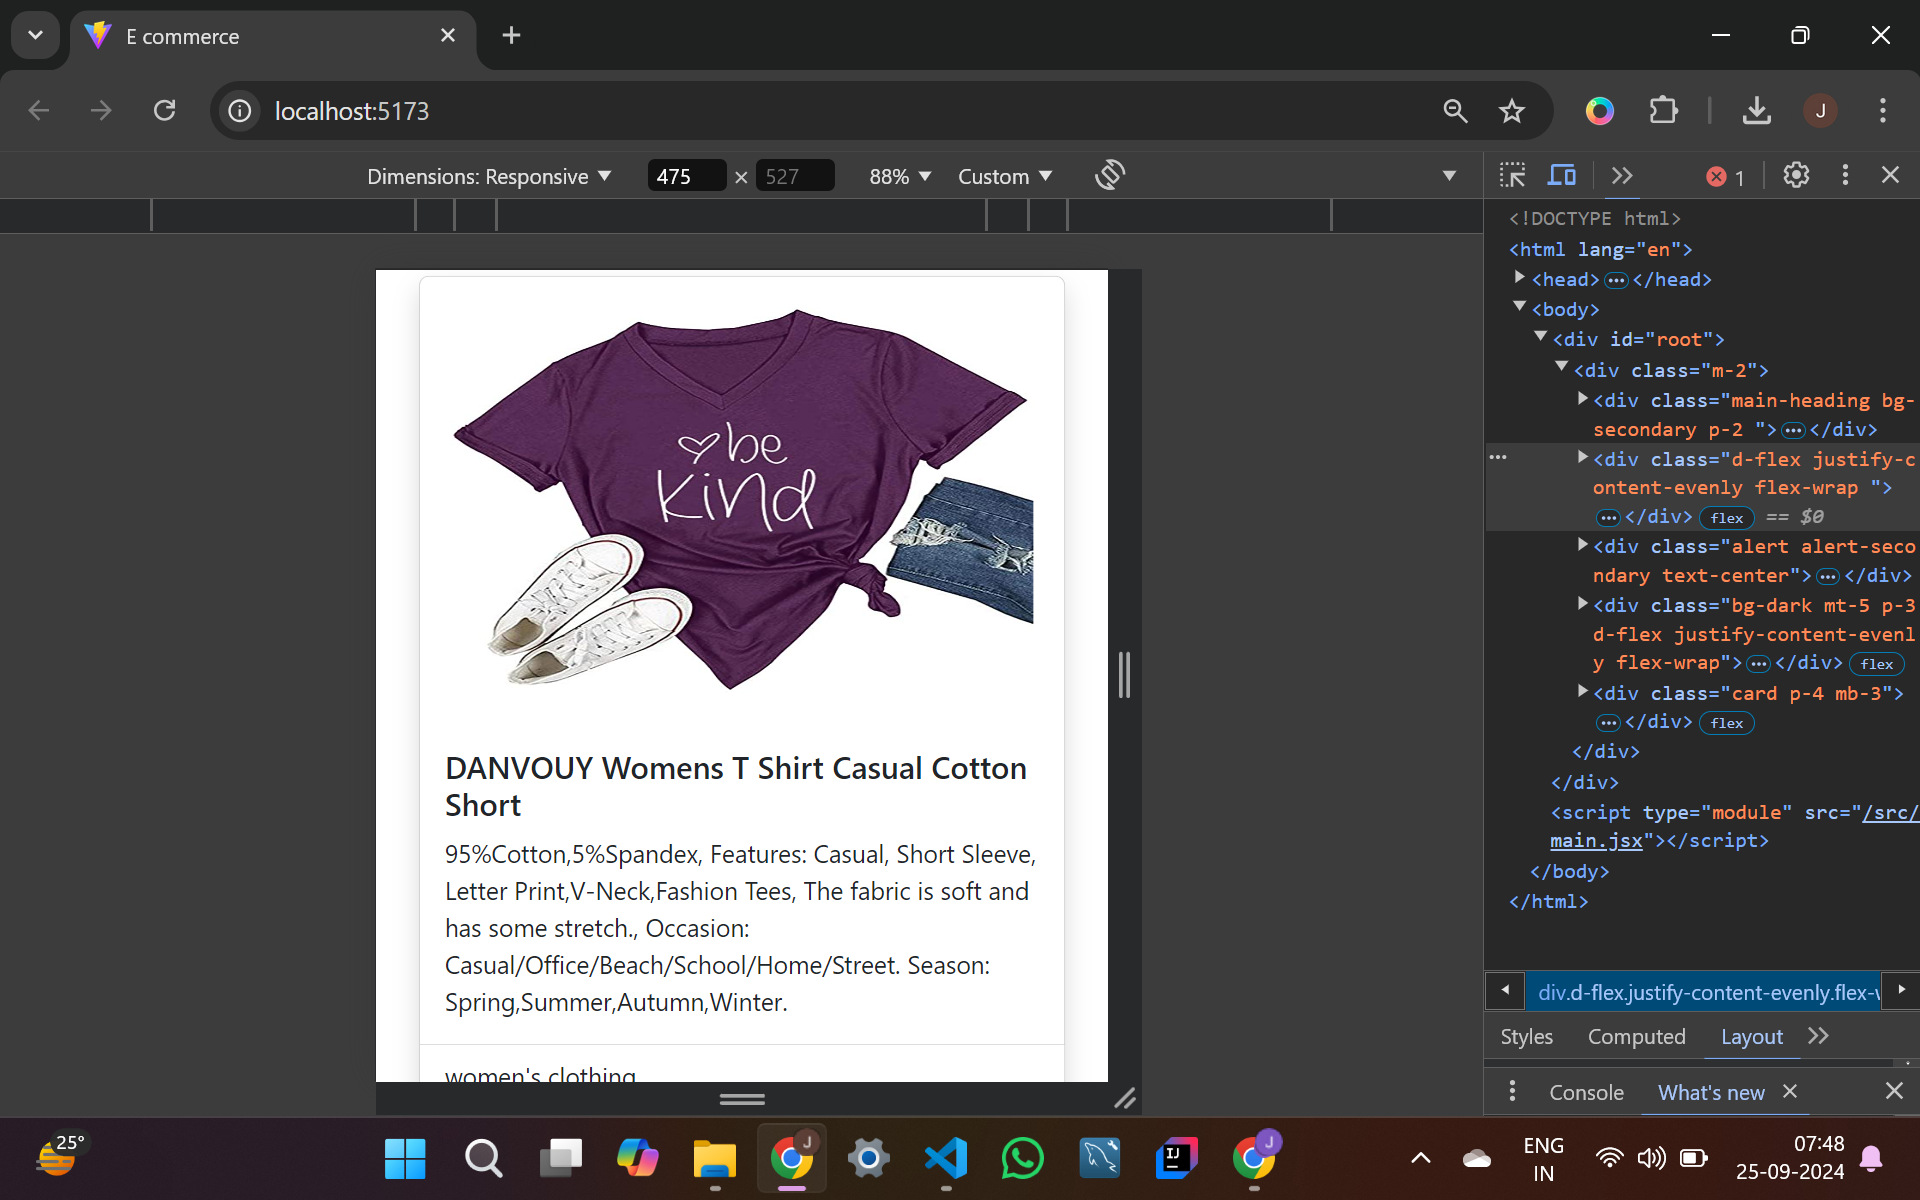 E commerce
localhost:5173
J
Dimensions: Responsive
475 × 527
88%
Custom
1
<!DOCTYPE html>
<html lang="en">
<head> </head>
<body>
<div id="root">
<div class="m-2">
<div class="main-heading bg-
secondary p-2 "> </div>
<div class="d-flex justify-c
ontent-evenly flex-wrap ">
</div> flex == $0
<div class="alert alert-seco
ndary text-center"> </div>
<div class="bg-dark mt-5 p-3
d-flex justify-content-evenl
y flex-wrap"> </div> flex
<div class="card p-4 mb-3">
</div> flex
</div>
</div>
<script type="module" src="/src/
main.jsx"></script>
</body>
</html>
div.d-flex.justify-content-evenly.flex-
Styles
Computed
Layout
Console
What's new
be
kind
DANVOUY Womens T Shirt Casual Cotton
Short
95%Cotton,5%Spandex, Features: Casual, Short Sleeve,
Letter Print,V-Neck,Fashion Tees, The fabric is soft and
has some stretch., Occasion:
Casual/Office/Beach/School/Home/Street. Season:
Spring,Summer,Autumn,Winter.
women's clothing
25°
J
IJ
J
ENG
IN
07:48
25-09-2024